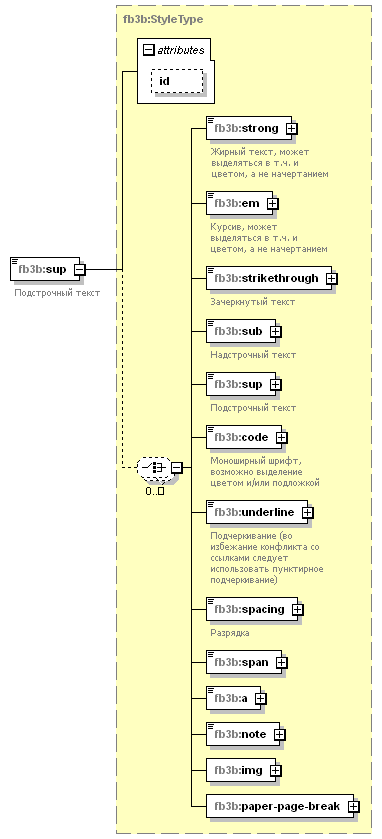 fb3b:StyleType
attributes
id
fb3b:strong
Жирный текст, может
выделяться в т.ч. и
цветом, а не начертанием
fb3b:em
Курсив, может
выделяться в т.ч. и
цветом, а не начертанием
fb3b:sup
Подстрочный текст
fb3b:strikethrough
Зачеркнутый текст
fb3b:sub
Надстрочный текст
fb3b:sup
Подстрочный текст
fb3b:code
Моноширный шрифт,
возможно выделение
цветом и/или подложкой
0..
fb3b:underline
Подчеркивание (во
избежание конфликта со
ссылками следует
использовать пунктирное
подчеркивание)
fb3b:spacing
Разрядка
fb3b:span
fb3b:a
fb3b:note
fb3b:img
fb3b:paper-page-break